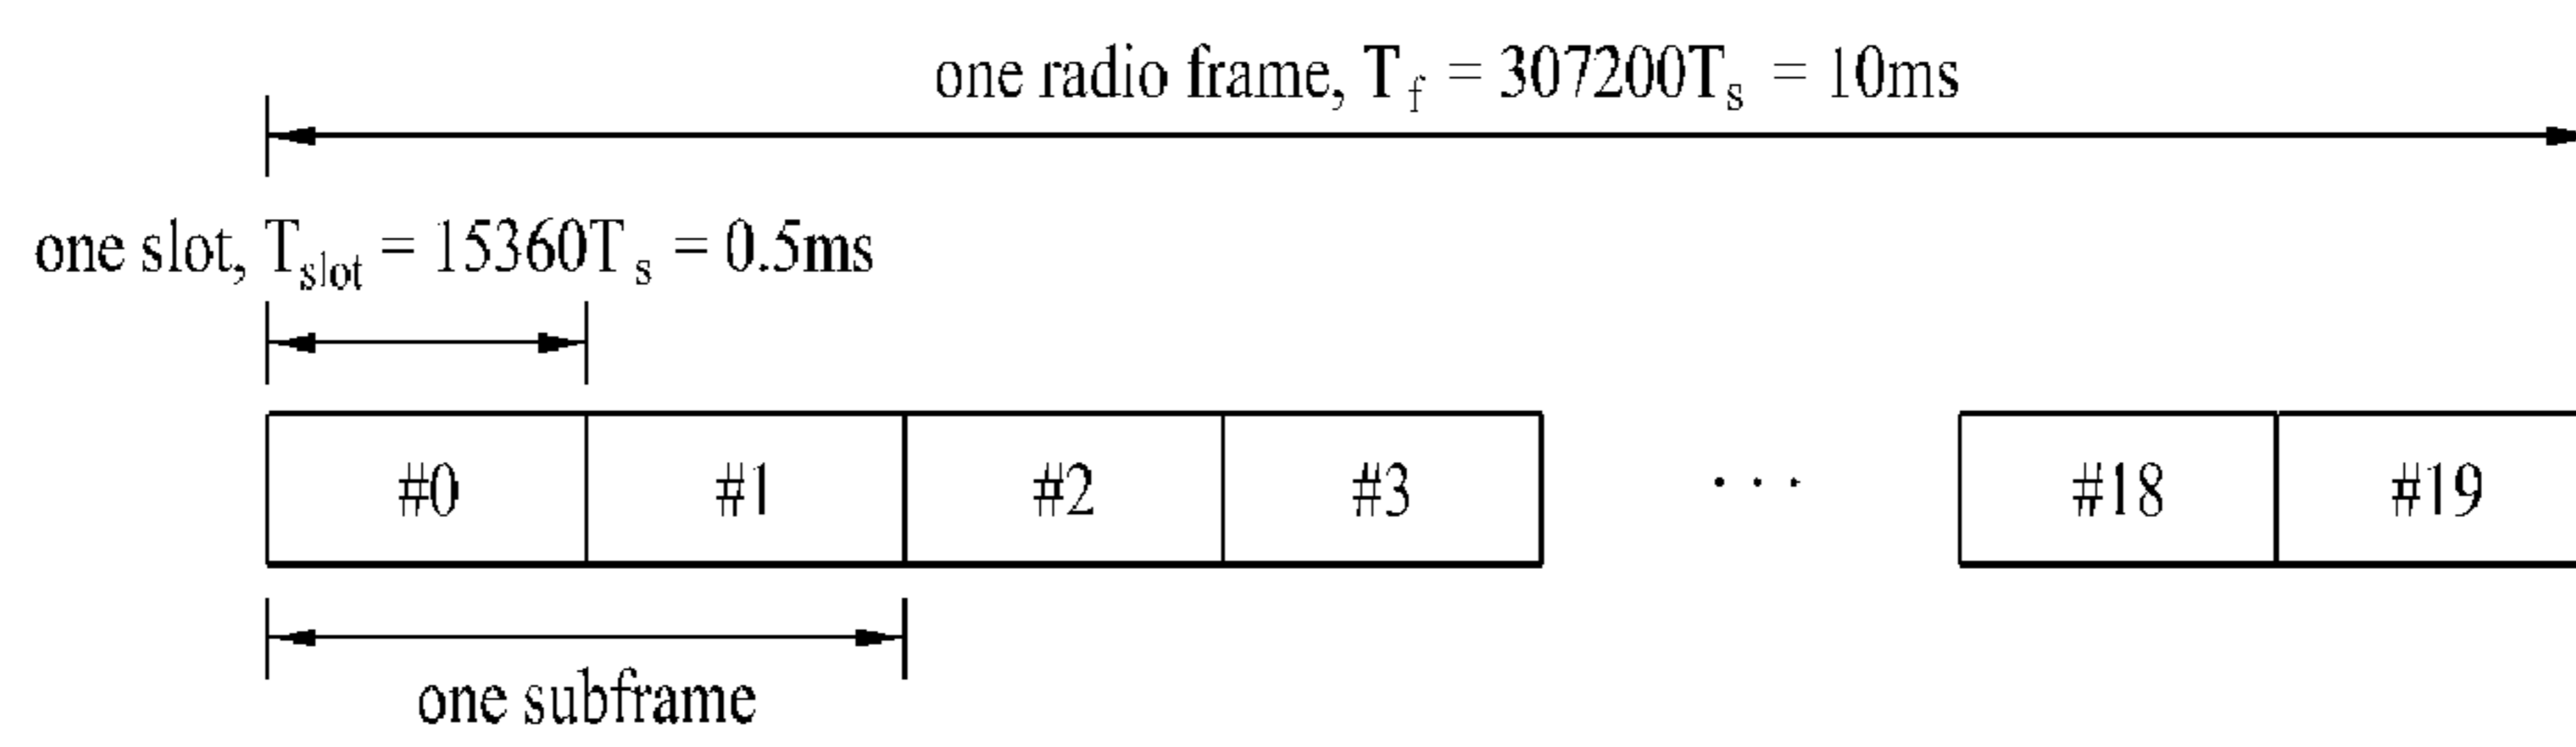 one radio frame, T_f = 307200T_s = 10ms
one slot, T_slot = 15360T_s = 0.5ms
#0 #1 #2 #3 ··· #18 #19
one subframe